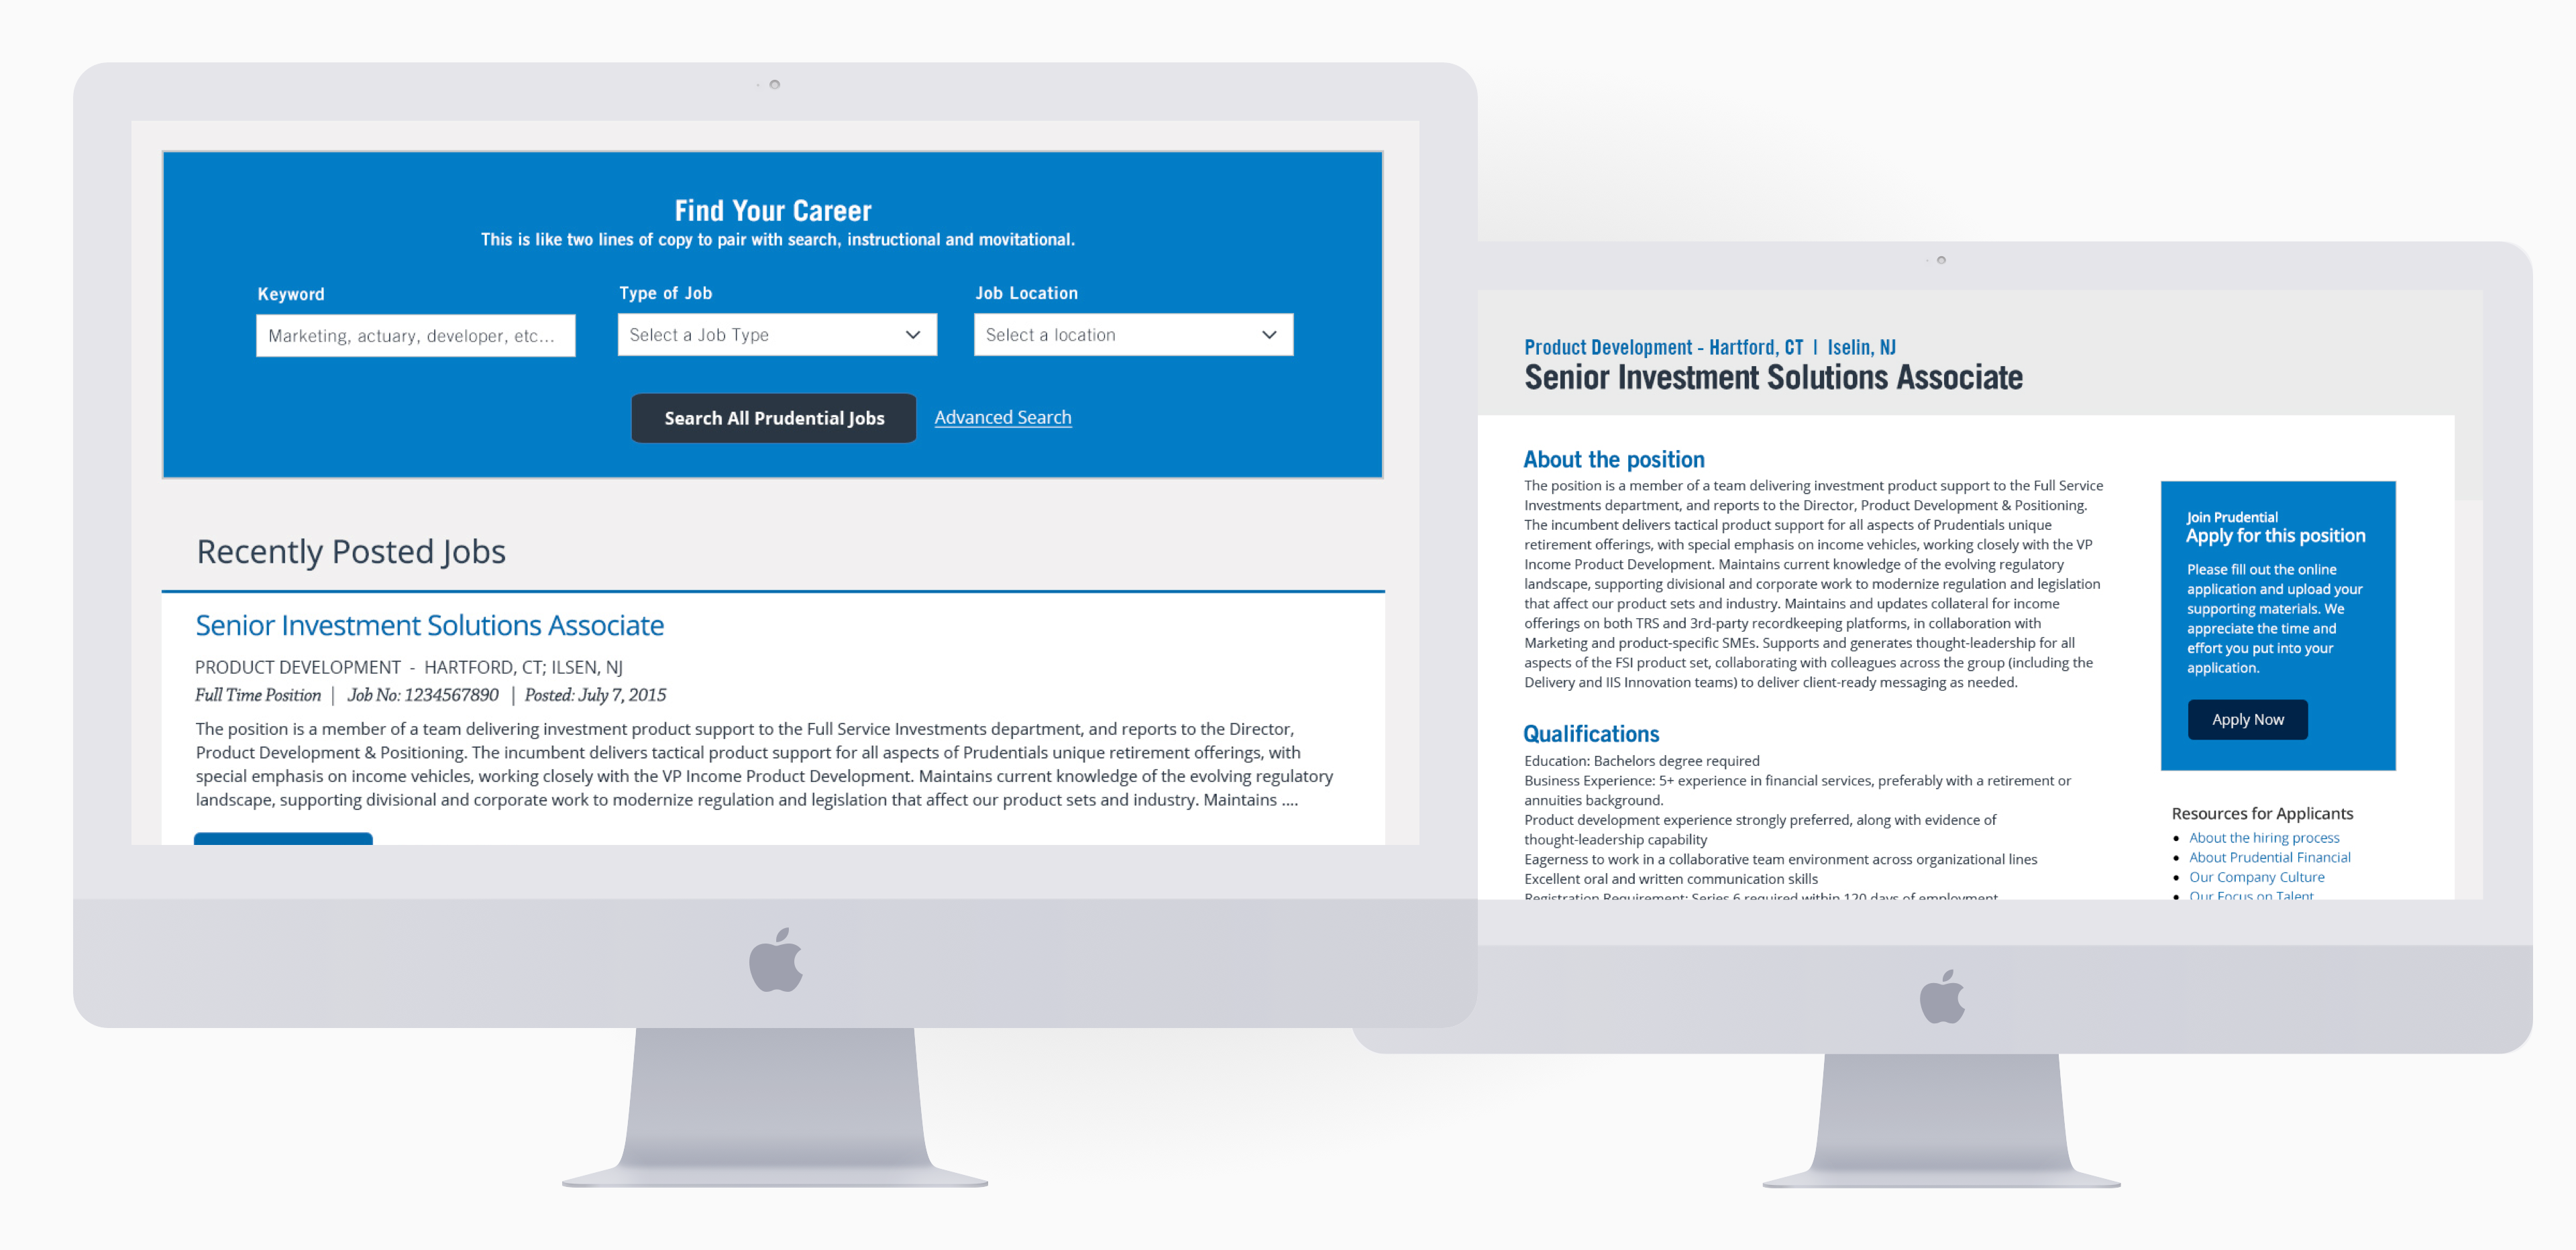 Find Your Career
This is like two lines of copy to pair with search, instructional and movitational.
Keyword
Type of Job
Job Location
Marketing, actuary, developer, etc...
Select a Job Type
Select a location
Search All Prudential Jobs
Advanced Search
Recently Posted Jobs
Senior Investment Solutions Associate
PRODUCT DEVELOPMENT - HARTFORD, CT; ILSEN, NJ
Full Time Position | Job No: 1234567890 | Posted: July 7, 2015
The position is a member of a team delivering investment product support to the Full Service Investments department, and reports to the Director,
Product Development & Positioning. The incumbent delivers tactical product support for all aspects of Prudentials unique retirement offerings, with
special emphasis on income vehicles, working closely with the VP Income Product Development. Maintains current knowledge of the evolving regulatory
landscape, supporting divisional and corporate work to modernize regulation and legislation that affect our product sets and industry. Maintains ....
Product Development - Hartford, CT | Iselin, NJ
Senior Investment Solutions Associate
About the position
The position is a member of a team delivering investment product support to the Full Service
Investments department, and reports to the Director, Product Development & Positioning.
The incumbent delivers tactical product support for all aspects of Prudentials unique
retirement offerings, with special emphasis on income vehicles, working closely with the VP
Income Product Development. Maintains current knowledge of the evolving regulatory
landscape, supporting divisional and corporate work to modernize regulation and legislation
that affect our product sets and industry. Maintains and updates collateral for income
offerings on both TRS and 3rd-party recordkeeping platforms, in collaboration with
Marketing and product-specific SMEs. Supports and generates thought-leadership for all
aspects of the FSI product set, collaborating with colleagues across the group (including the
Delivery and IIS Innovation teams) to deliver client-ready messaging as needed.
Qualifications
Education: Bachelors degree required
Business Experience: 5+ experience in financial services, preferably with a retirement or
annuities background.
Product development experience strongly preferred, along with evidence of
thought-leadership capability
Eagerness to work in a collaborative team environment across organizational lines
Excellent oral and written communication skills
Registration Requirement: Series 6 required within 120 days of employment
Join Prudential
Apply for this position
Please fill out the online
application and upload your
supporting materials. We
appreciate the time and
effort you put into your
application.
Apply Now
Resources for Applicants
• About the hiring process
• About Prudential Financial
• Our Company Culture
• Our Focus on Talent